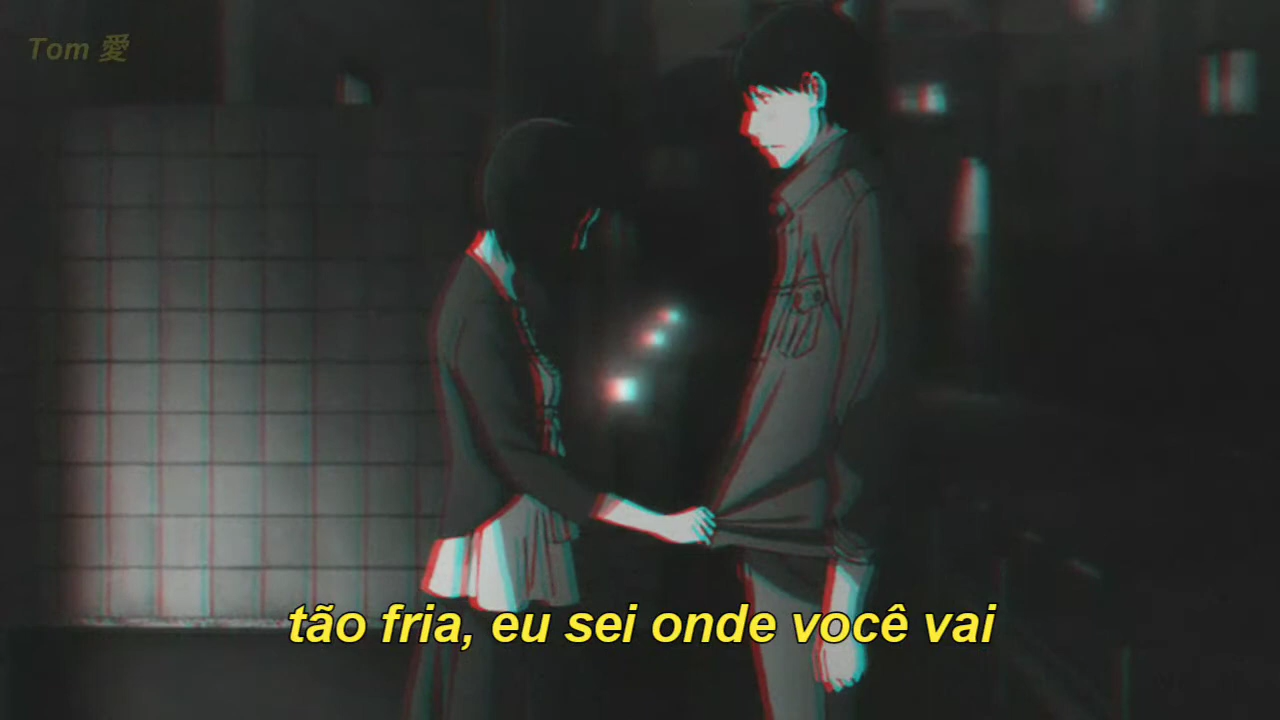 Tom 愛
tão fria, eu sei onde você vai